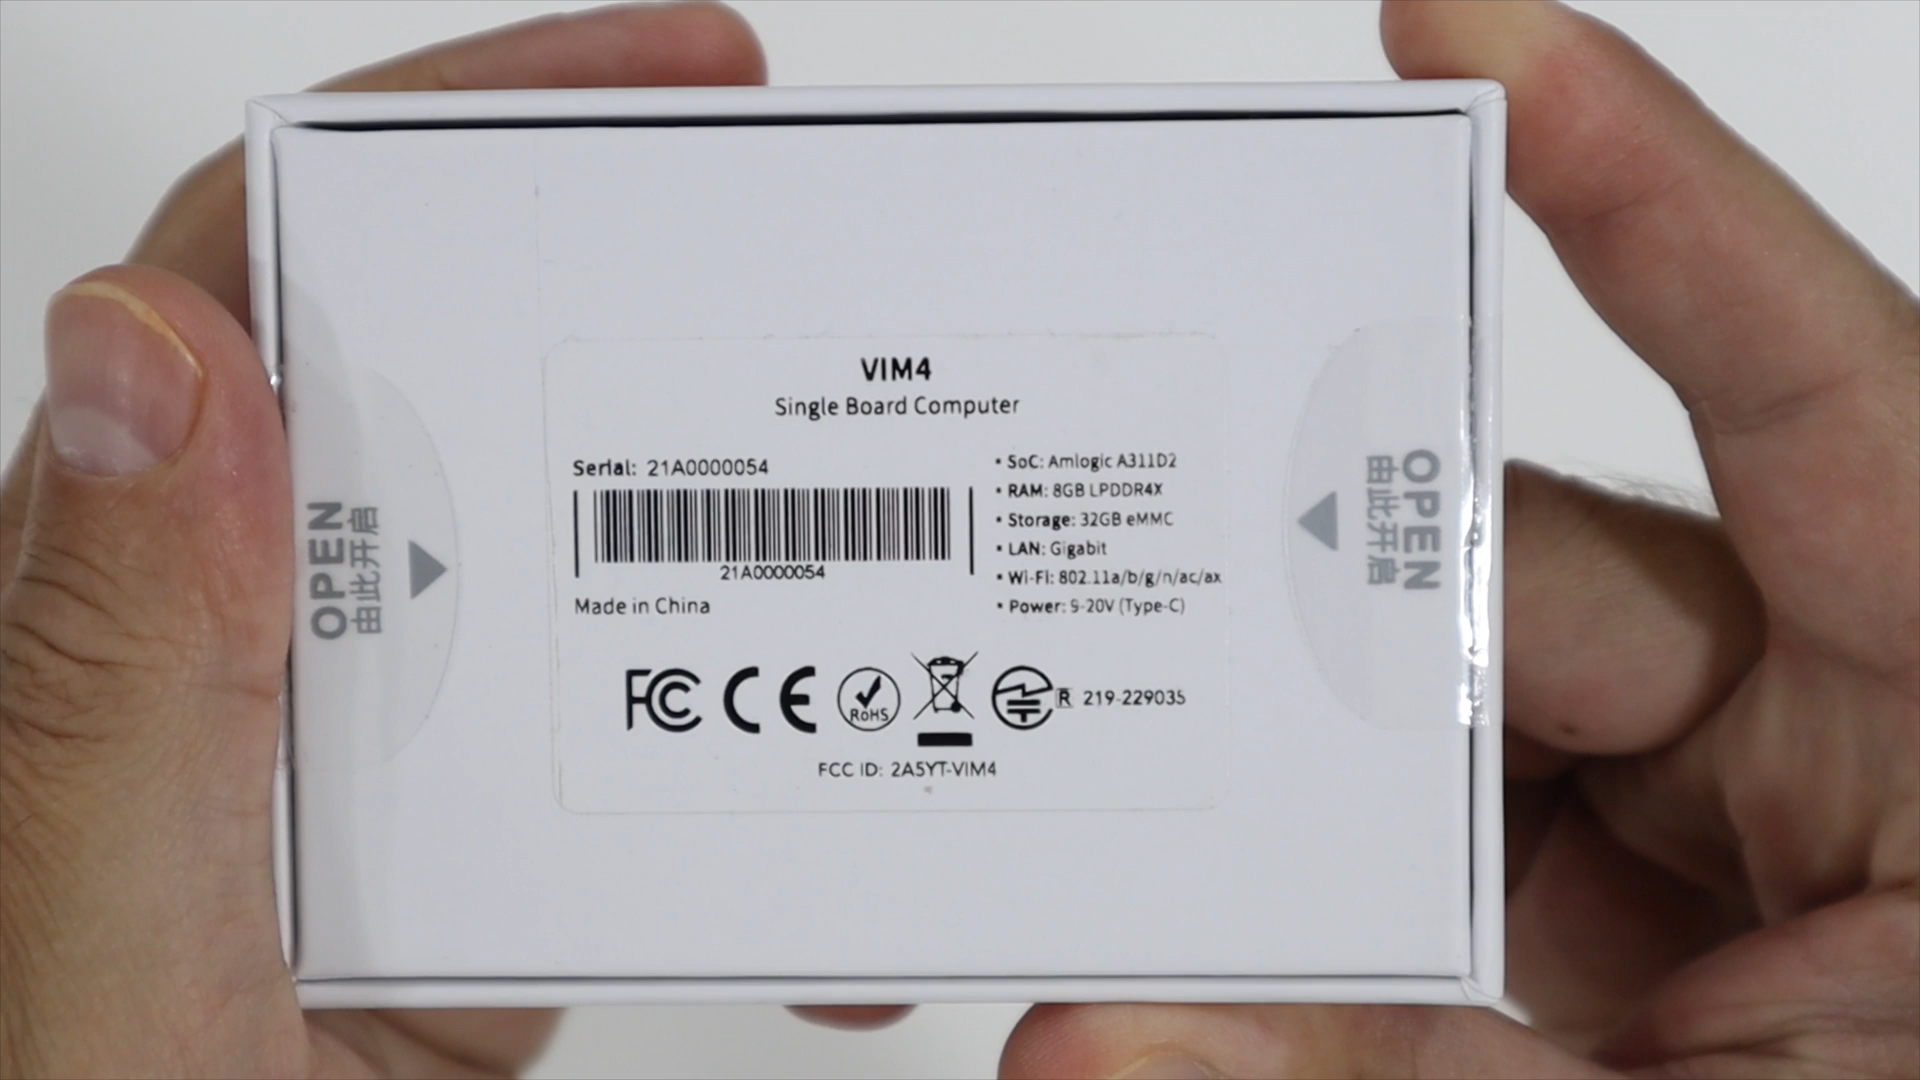 VIM4
Single Board Computer
Serial: 21A0000054
21A0000054
Made in China
• SoC: Amlogic A311D2
• RAM: 8GB LPDDR4X
• Storage: 32GB eMMC
• LAN: Gigabit
• Wi-Fi: 802.11a/b/g/n/ac/ax
• Power: 9-20V (Type-C)
FC CE RoHS R 219-229035
FCC ID: 2A5YT-VIM4
OPEN
由此开启
OPEN
由此开启